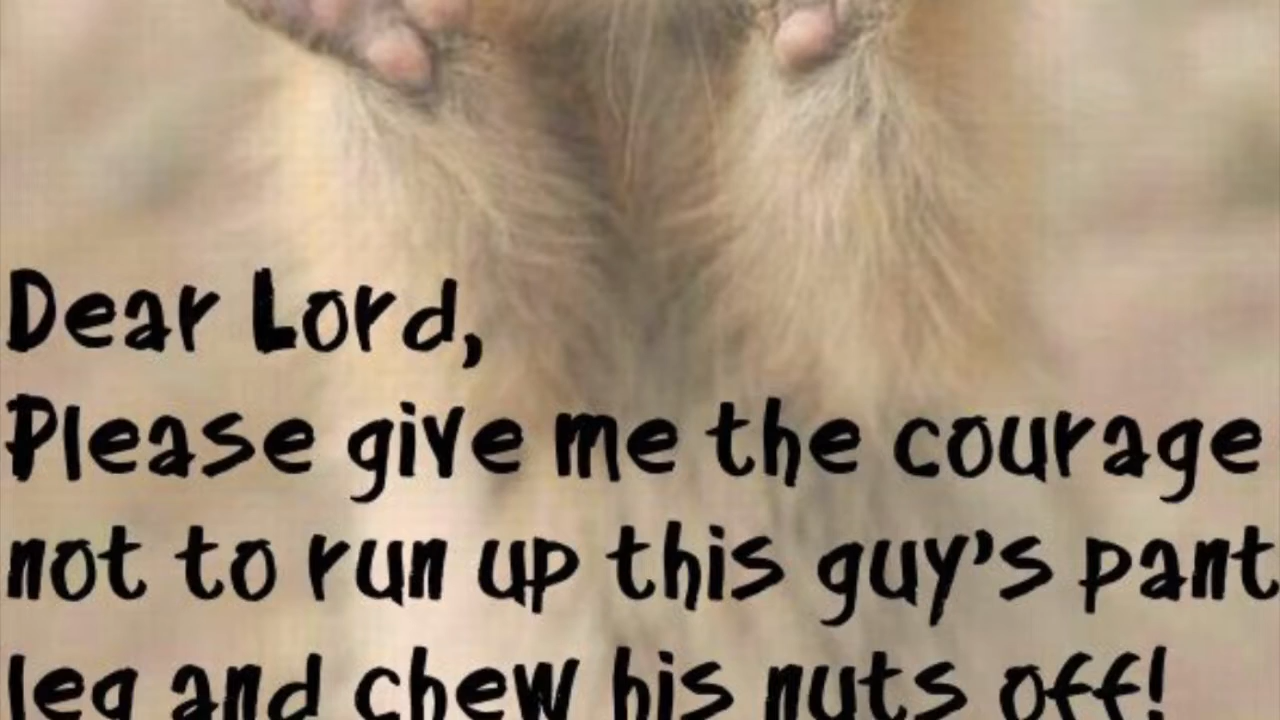 Dear Lord,
Please give me the courage
not to run up this guy's pant
leg and chew his nuts off!